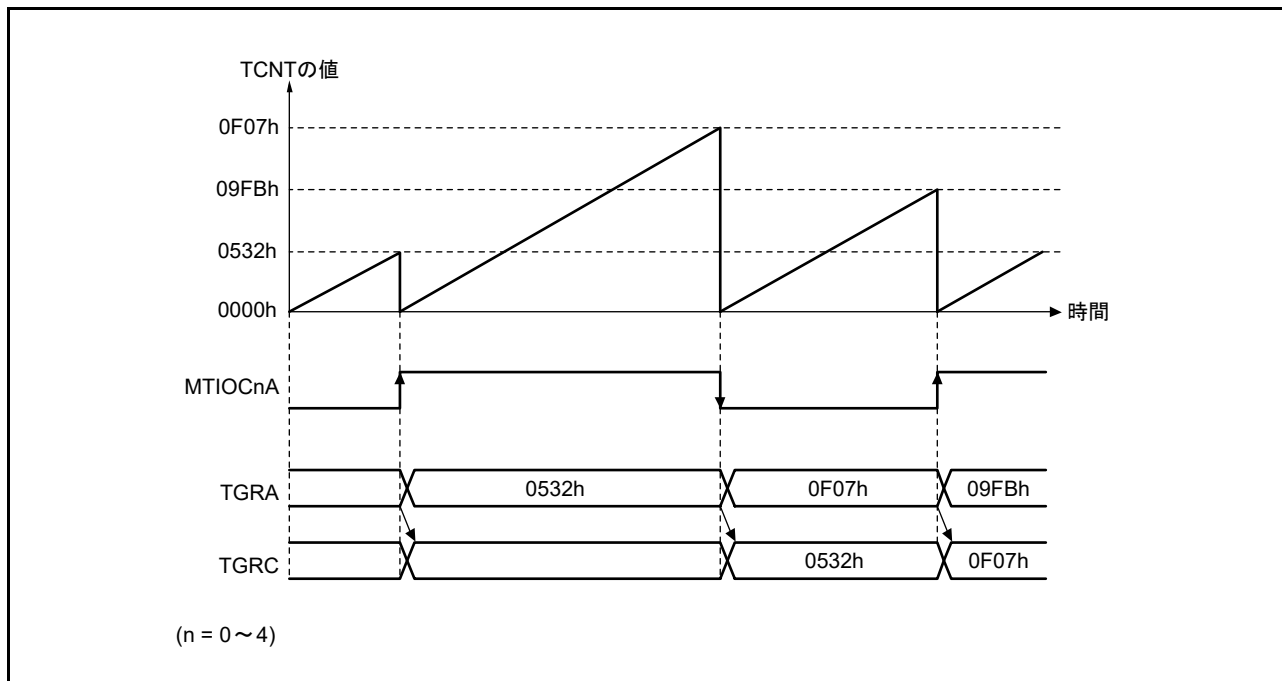 TCNTの値
0F07h
09FBh
0532h
0000h
時間
MTIOCnA
TGRA
0532h
0F07h
09FBh
TGRC
0532h
0F07h
(n = 0～4)